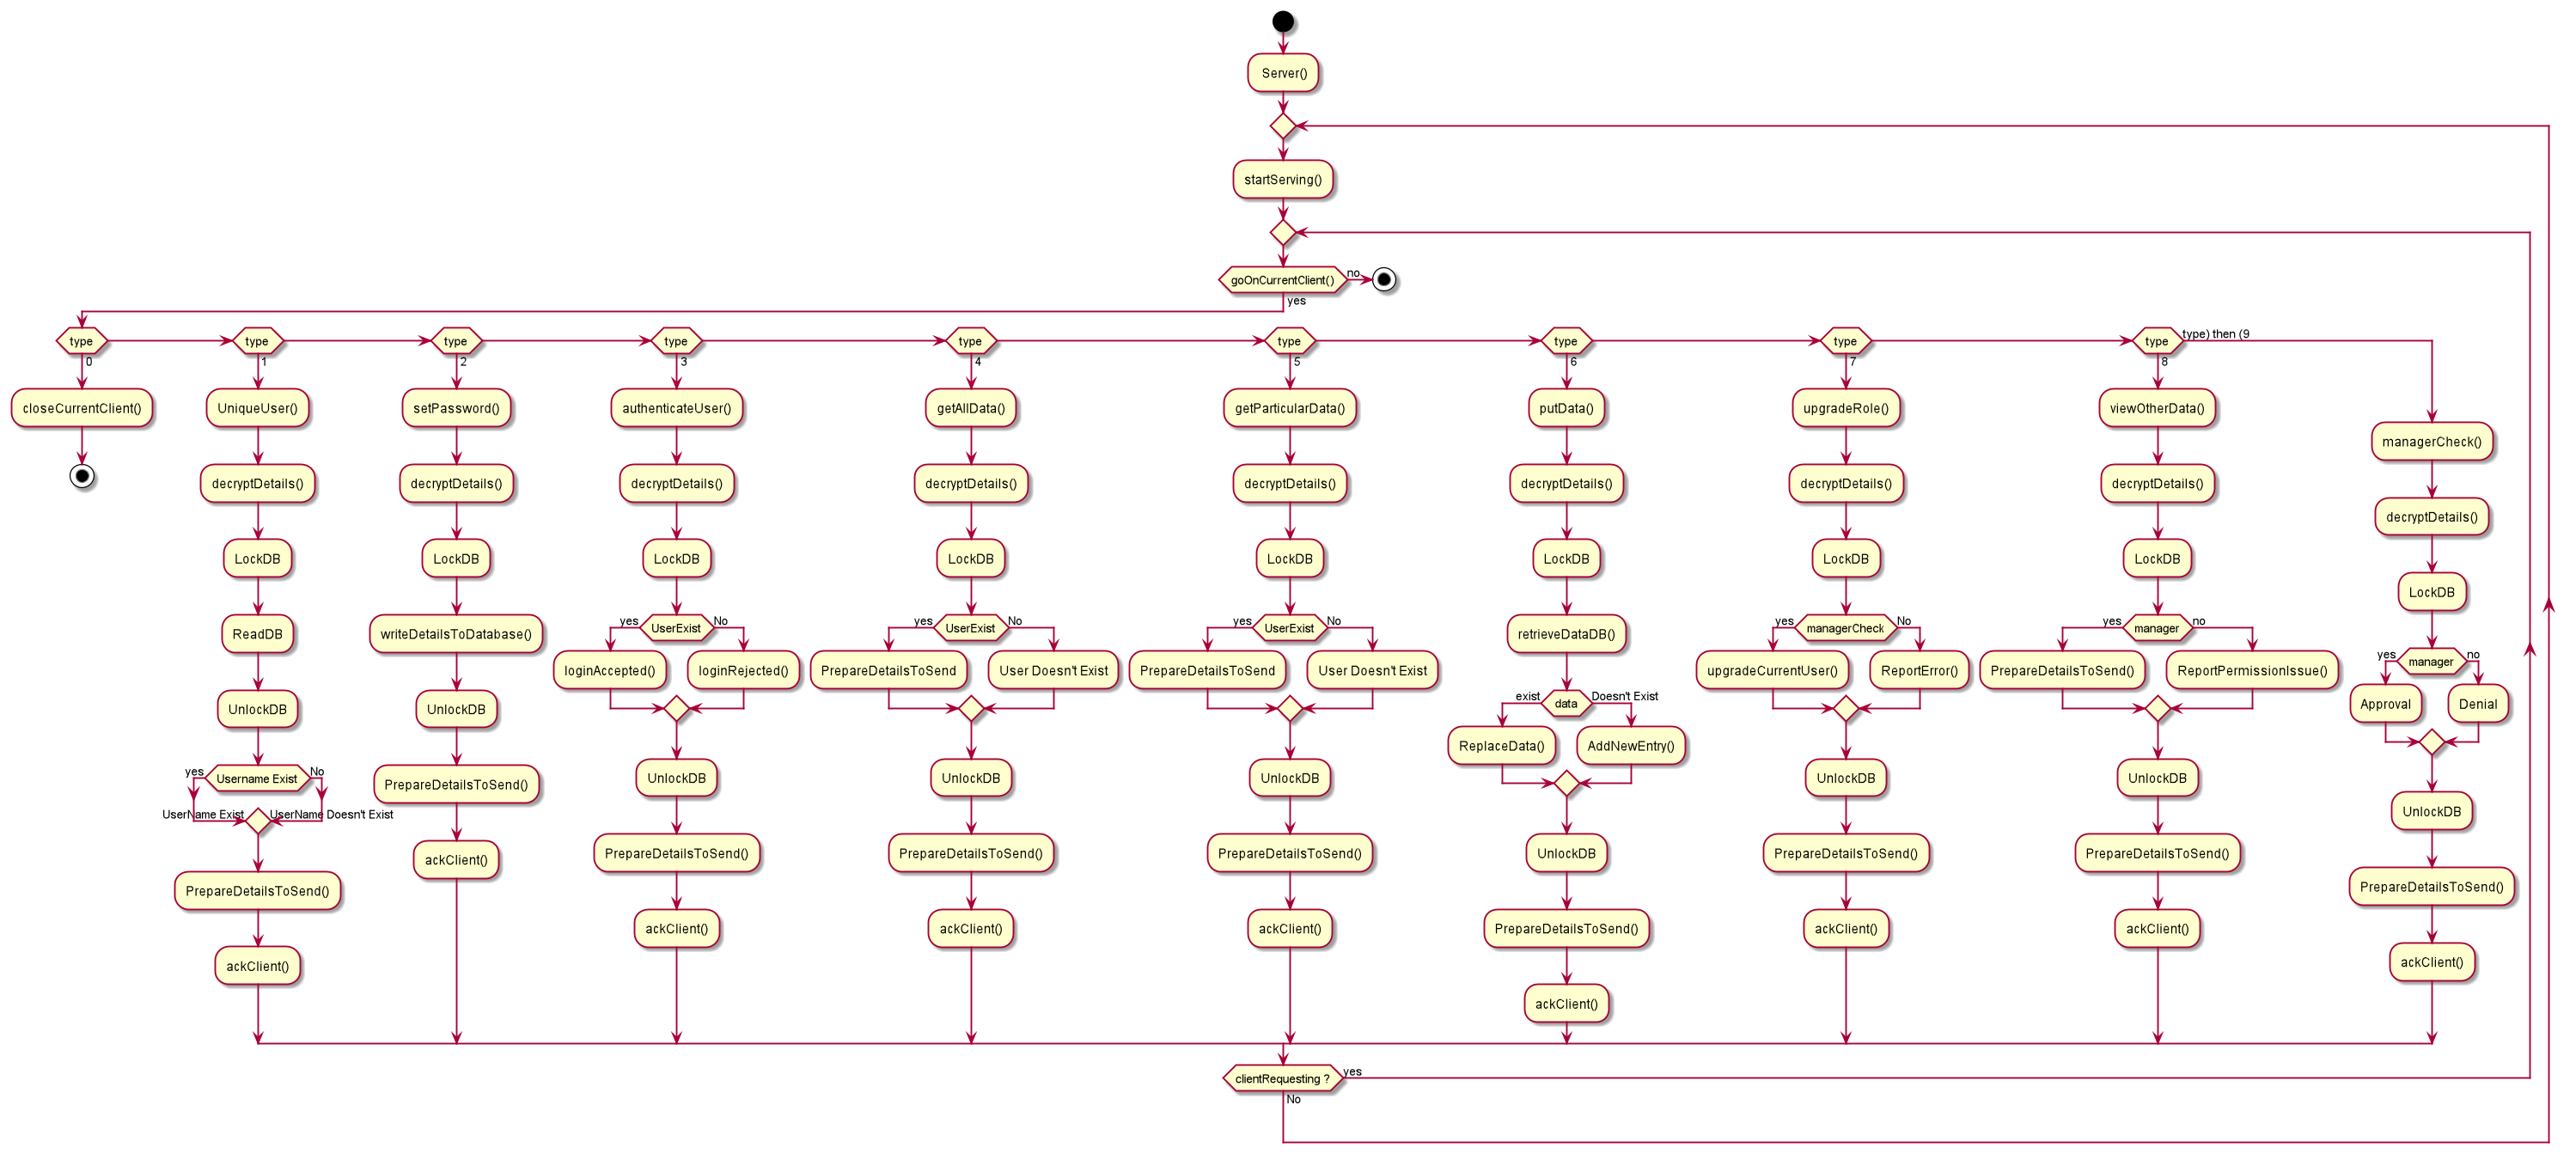 Server()
startServing()
goOnCurrentClient()
no
yes
type
0
type
1
type
2
type
3
type
4
type
5
type
6
type
7
type
8
type) then (9
closeCurrentClient()
UniqueUser()
decryptDetails()
LockDB
ReadDB
UnlockDB
Username Exist
yes
No
UserName Exist
UserName Doesn't Exist
PrepareDetailsToSend()
ackClient()
setPassword()
decryptDetails()
LockDB
writeDetailsToDatabase()
UnlockDB
PrepareDetailsToSend()
ackClient()
authenticateUser()
decryptDetails()
LockDB
yes
UserExist
No
loginAccepted()
loginRejected()
UnlockDB
PrepareDetailsToSend()
ackClient()
getAllData()
decryptDetails()
LockDB
yes
UserExist
No
PrepareDetailsToSend
User Doesn't Exist
UnlockDB
PrepareDetailsToSend()
ackClient()
getParticularData()
decryptDetails()
LockDB
yes
UserExist
No
PrepareDetailsToSend
User Doesn't Exist
UnlockDB
PrepareDetailsToSend()
ackClient()
putData()
decryptDetails()
LockDB
retrieveDataDB()
exist
data
Doesn't Exist
ReplaceData()
AddNewEntry()
UnlockDB
PrepareDetailsToSend()
ackClient()
upgradeRole()
decryptDetails()
LockDB
yes
managerCheck
No
upgradeCurrentUser()
ReportError()
UnlockDB
PrepareDetailsToSend()
ackClient()
viewOtherData()
decryptDetails()
LockDB
yes
manager
no
PrepareDetailsToSend()
ReportPermissionIssue()
UnlockDB
PrepareDetailsToSend()
ackClient()
managerCheck()
decryptDetails()
LockDB
yes
manager
no
Approval
Denial
UnlockDB
PrepareDetailsToSend()
ackClient()
clientRequesting ?
yes
No